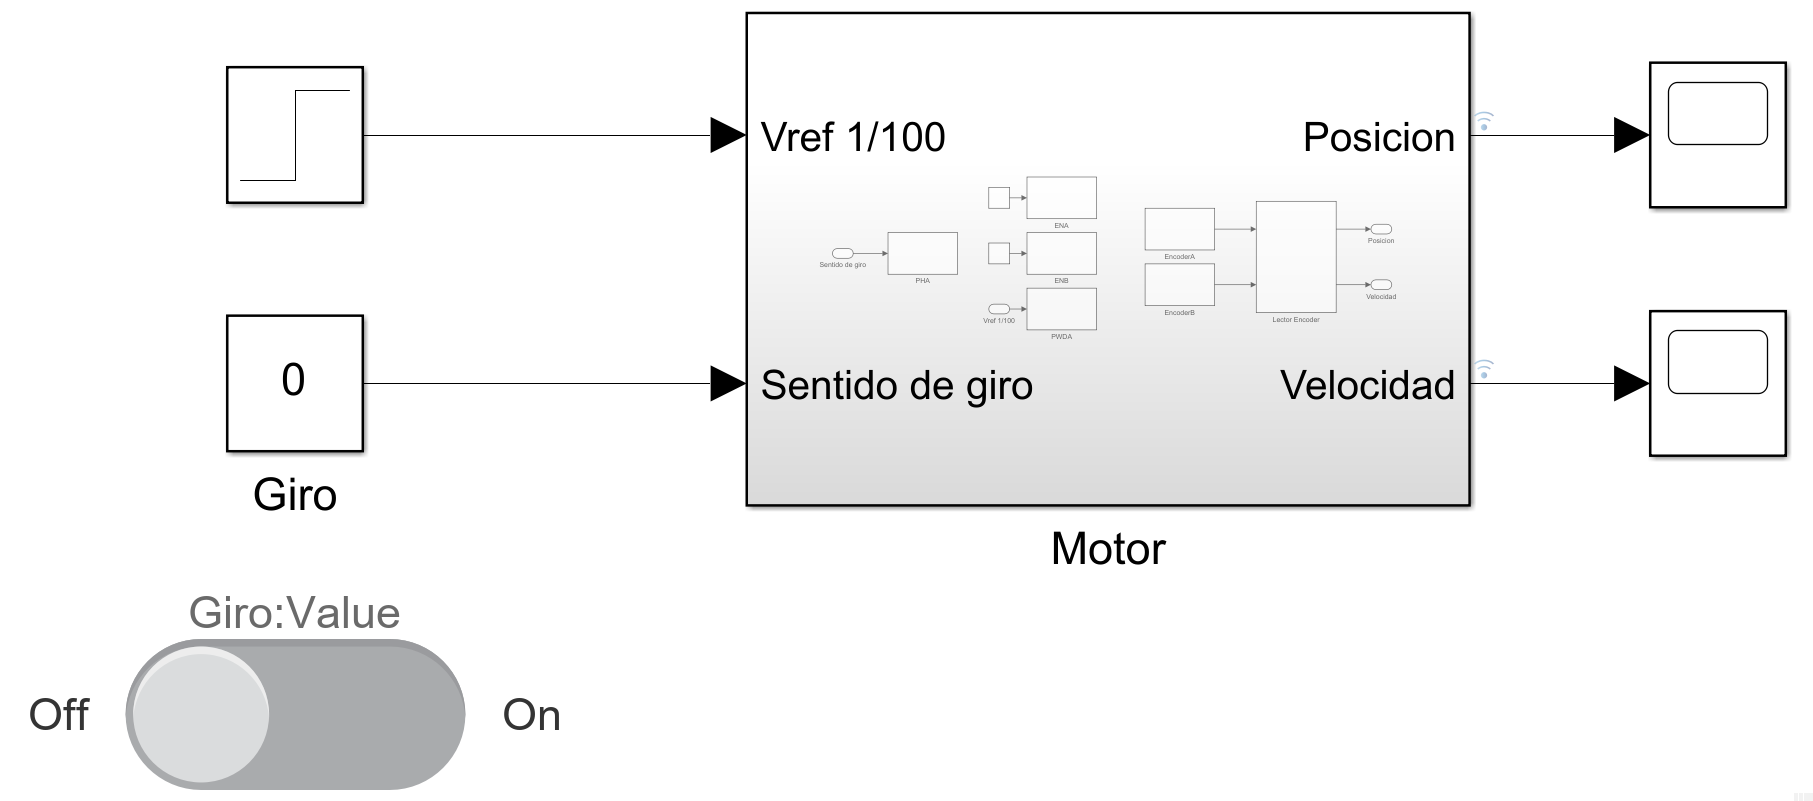 Vref 1/100
Posicion
ENA
Sentido de giro
PHA
ENB
Vref 1/100
PWDA
EncoderA
EncoderB
Lector Encoder
Posicion
Velocidad
0
Sentido de giro
Velocidad
Giro
Motor
Giro:Value
Off
On